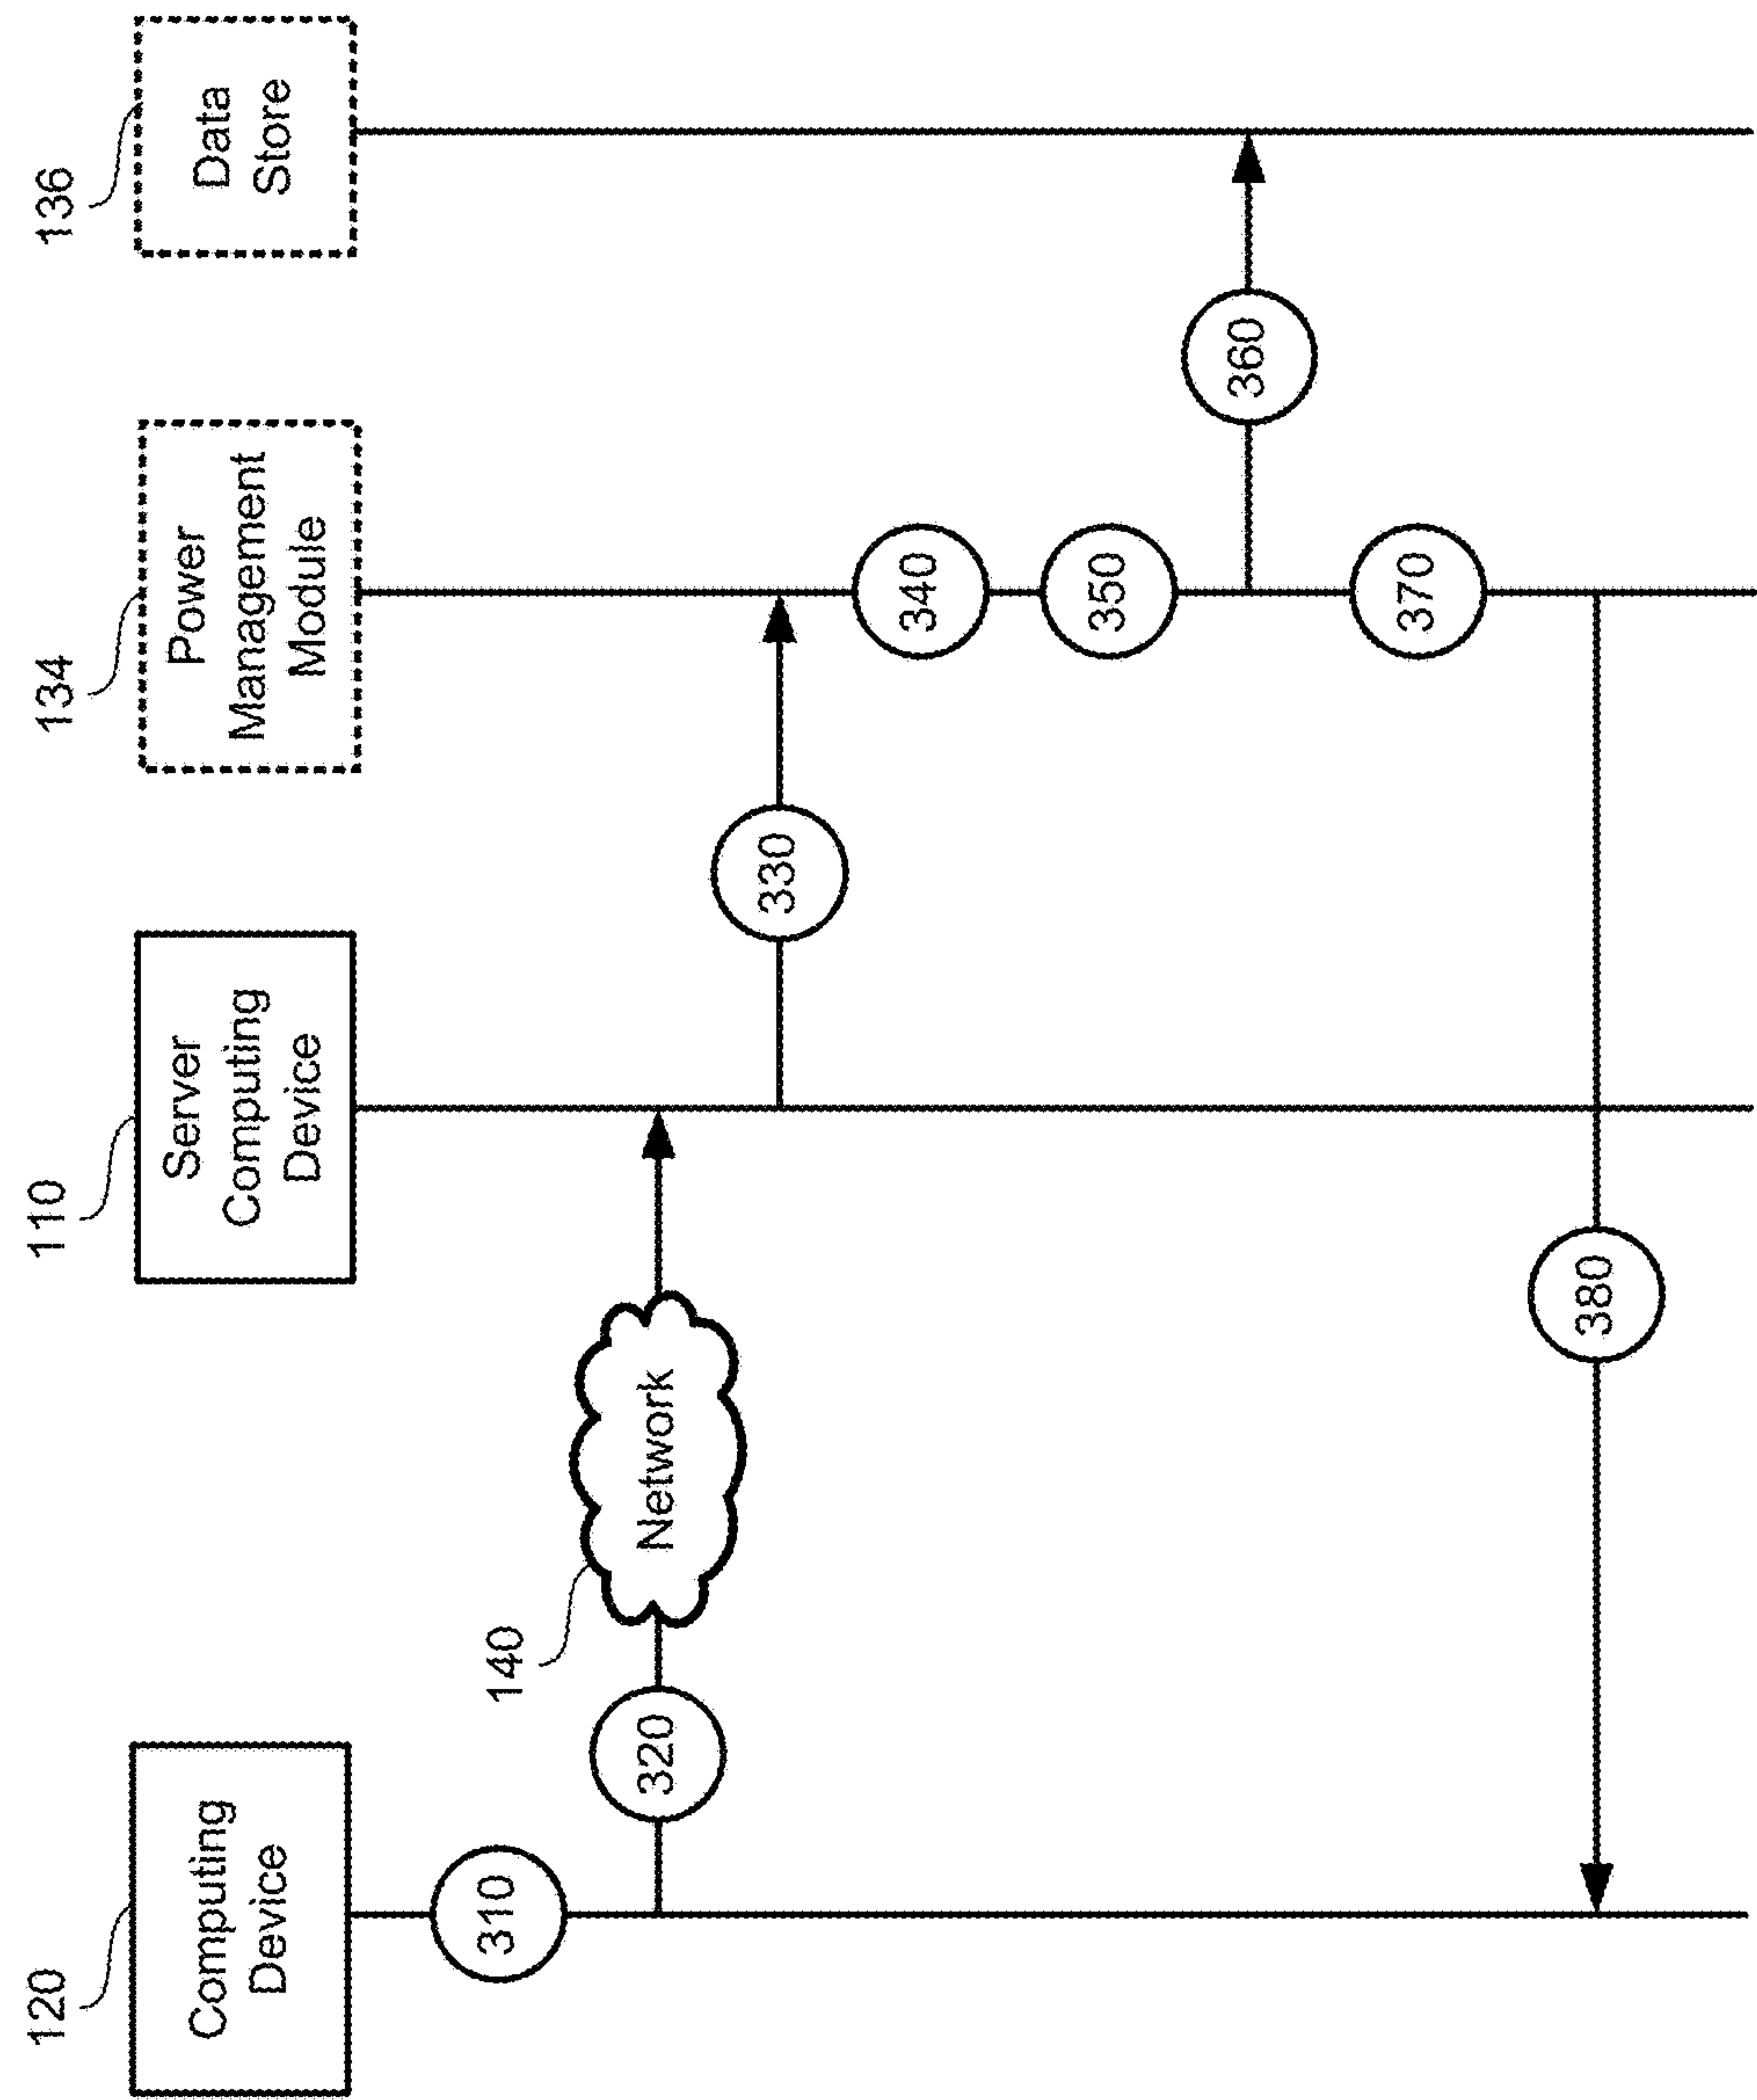 120
Computing
Device
110
Server
Computing
Device
134
Power
Management
Module
136
Data
Store
310
320
140
Network
330
340
350
360
370
380